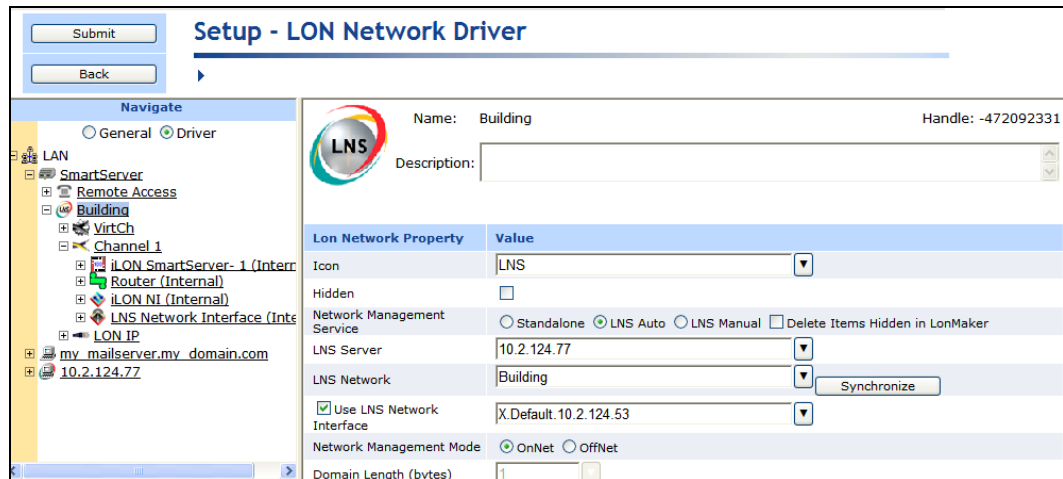 Submit
Setup - LON Network Driver
Back
Navigate
General Driver
LAN
SmartServer
Remote Access
Building
VirtCh
Channel 1
iLON SmartServer- 1 (Intern
Router (Internal)
iLON NI (Internal)
LNS Network Interface (Inte
LON IP
my_mailserver.my_domain.com
10.2.124.77
LNS
Name: Building Handle: -472092331
Description:
Lon Network Property Value
Icon LNS
Hidden
Network Management Service Standalone LNS Auto LNS Manual Delete Items Hidden in LonMaker
LNS Server 10.2.124.77
LNS Network Building Synchronize
Use LNS Network Interface X.Default.10.2.124.53
Network Management Mode OnNet OffNet
Domain Length (bytes) 1